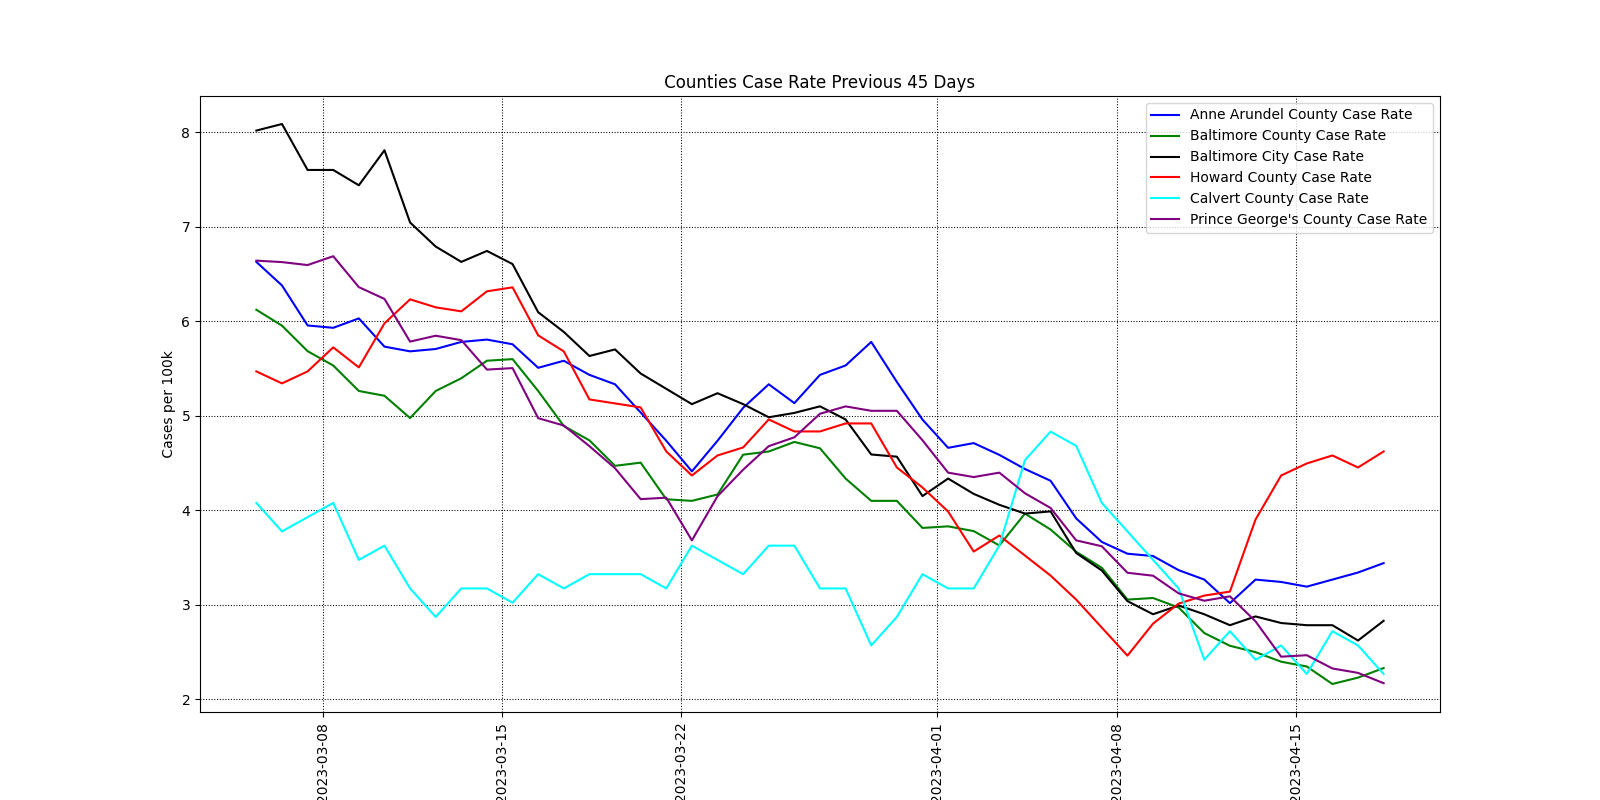 Counties Case Rate Previous 45 Days
Anne Arundel County Case Rate
Baltimore County Case Rate
Baltimore City Case Rate
Howard County Case Rate
Calvert County Case Rate
Prince George's County Case Rate
Cases per 100k
8
7
6
5
4
3
2
2023-03-08
2023-03-15
2023-03-22
2023-04-01
2023-04-08
2023-04-15